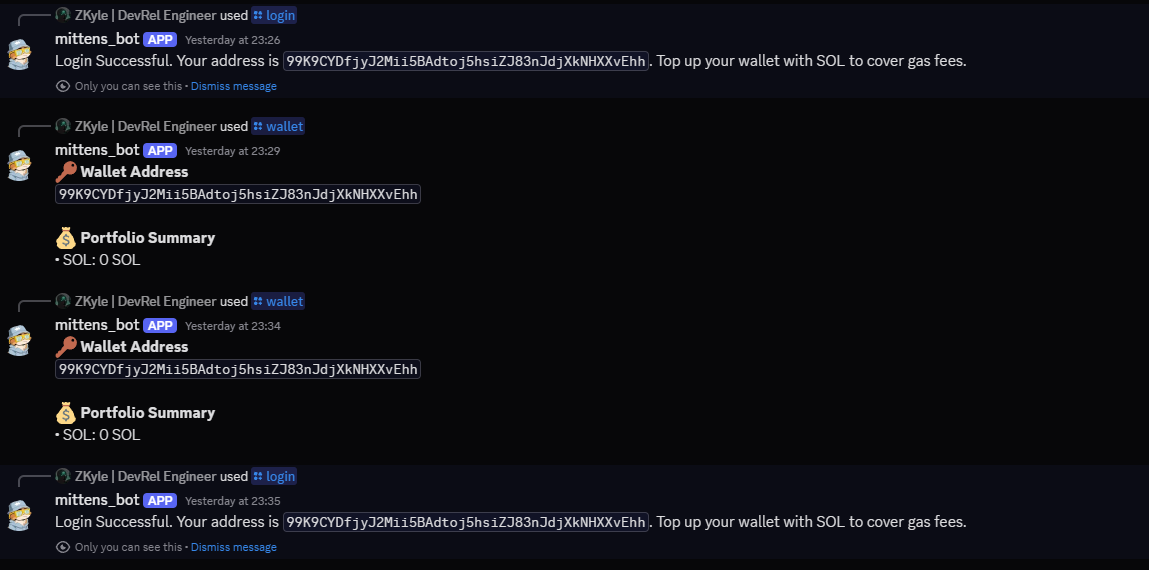 ZKyle | DevRel Engineer used login
mittens_bot APP Yesterday at 23:26
Login Successful. Your address is 99K9CYDfjyJ2Mii5BAdtoj5hsiZJ83nJdjXkNHXXvEhh. Top up your wallet with SOL to cover gas fees.
Only you can see this • Dismiss message
ZKyle | DevRel Engineer used wallet
mittens_bot APP Yesterday at 23:29
Wallet Address
99K9CYDfjyJ2Mii5BAdtoj5hsiZJ83nJdjXkNHXXvEhh
Portfolio Summary
• SOL: 0 SOL
ZKyle | DevRel Engineer used wallet
mittens_bot APP Yesterday at 23:34
Wallet Address
99K9CYDfjyJ2Mii5BAdtoj5hsiZJ83nJdjXkNHXXvEhh
Portfolio Summary
• SOL: 0 SOL
ZKyle | DevRel Engineer used login
mittens_bot APP Yesterday at 23:35
Login Successful. Your address is 99K9CYDfjyJ2Mii5BAdtoj5hsiZJ83nJdjXkNHXXvEhh. Top up your wallet with SOL to cover gas fees.
Only you can see this • Dismiss message